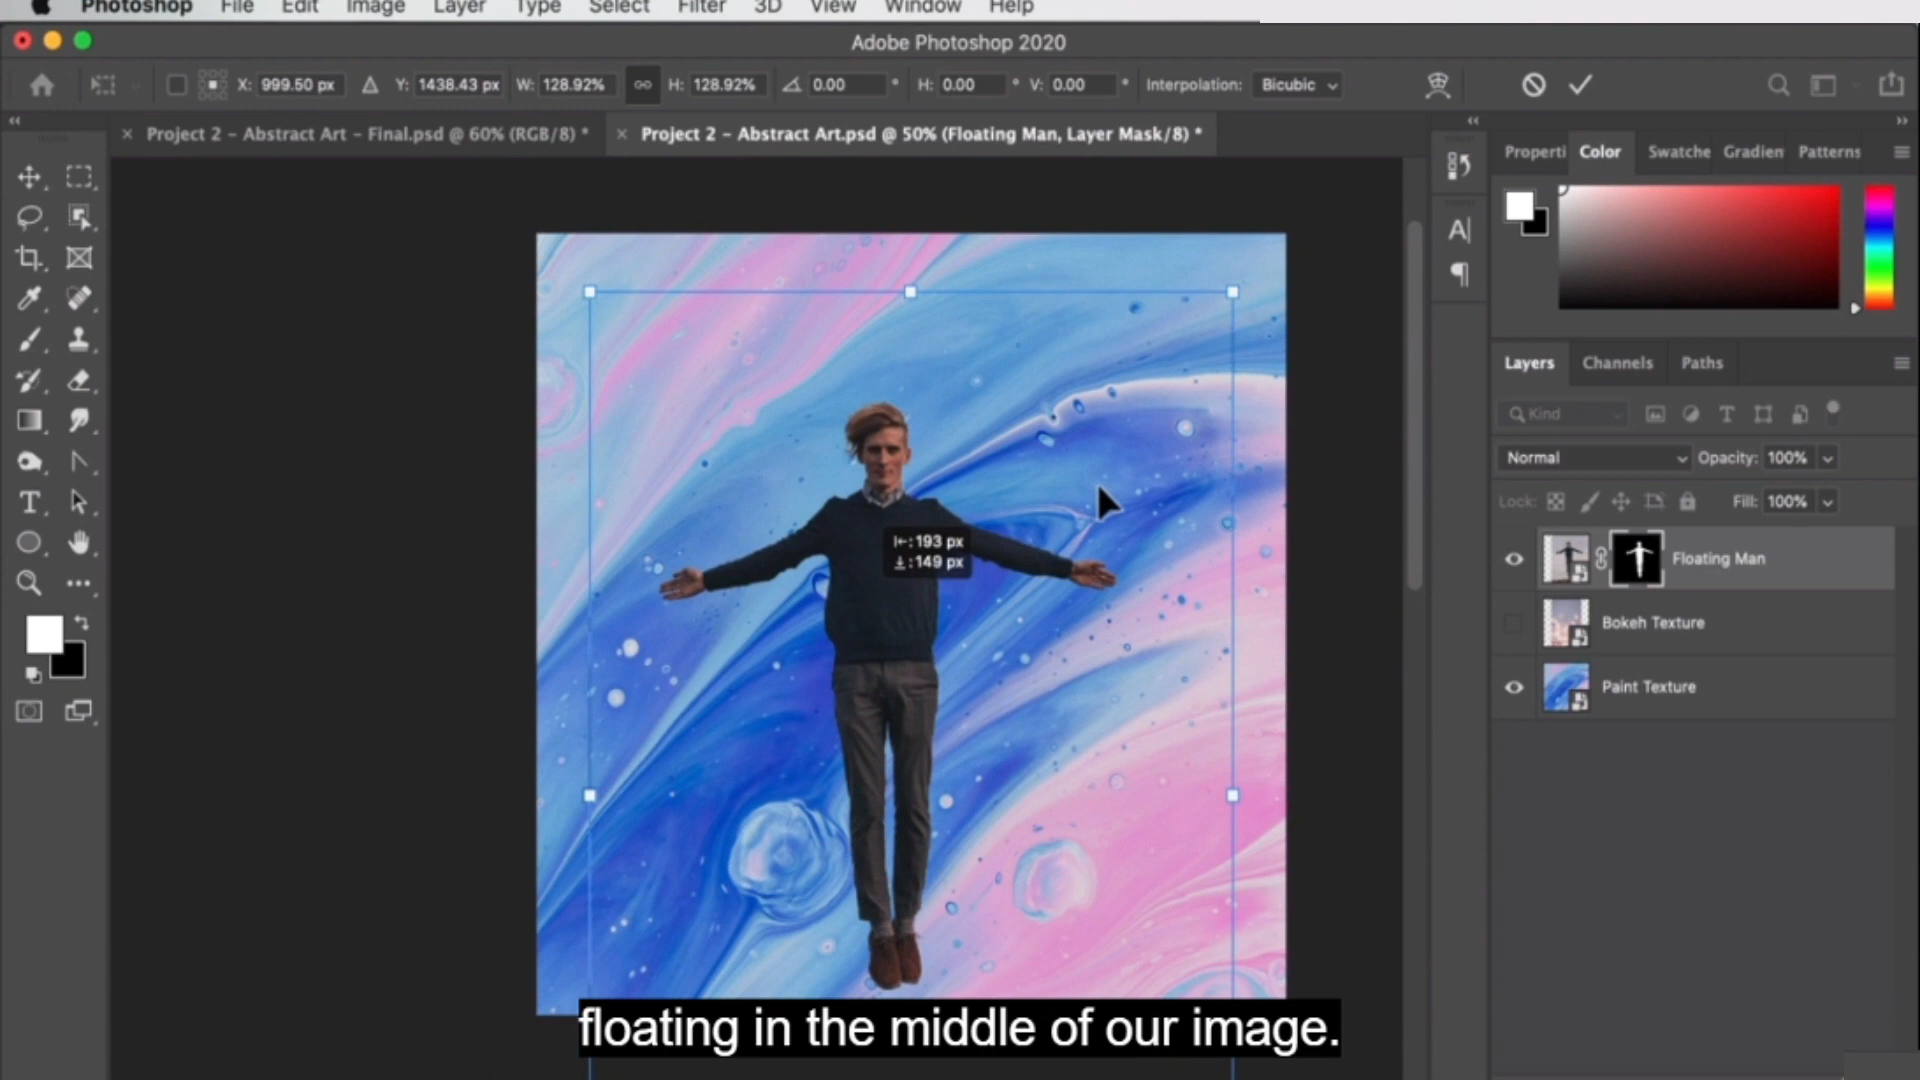 Photoshop File Edit Image Layer Type Select Filter 3D View Window Help
Adobe Photoshop 2020
X: 999.50 px Y: 1438.43 px W: 128.92% H: 128.92% 0.00 ° H: 0.00 ° V: 0.00 ° Interpolation: Bicubic
× Project 2 - Abstract Art - Final.psd @ 60% (RGB/8) * × Project 2 - Abstract Art.psd @ 50% (Floating Man, Layer Mask/8) *
Properti Color Swatche Gradien Patterns
Layers Channels Paths
Kind
Normal Opacity: 100%
Lock: Fill: 100%
Floating Man
Bokeh Texture
Paint Texture
: 193 px
: 149 px
floating in the middle of our image.